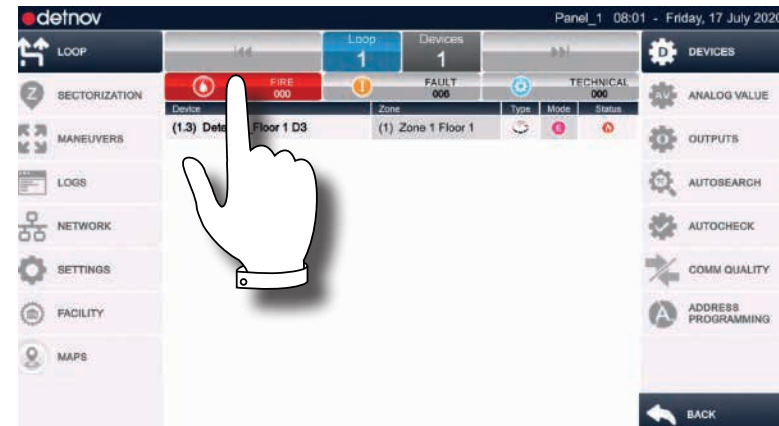 detnov
Panel_1 08:01 - Friday, 17 July 2020
LOOP
Loop
1
Devices
1
D
DEVICES
Z
SECTORIZATION
FIRE
000
FAULT
006
TECHNICAL
000
AV
ANALOG VALUE
Device
Zone
Type
Mode
Status
MANEUVERS
(1.3) Floor 1 D3
(1) Zone 1 Floor 1
OUTPUTS
LOGS
AUTOSEARCH
NETWORK
AUTOCHECK
SETTINGS
COMM QUALITY
FACILITY
A
ADDRESS
PROGRAMMING
MAPS
BACK